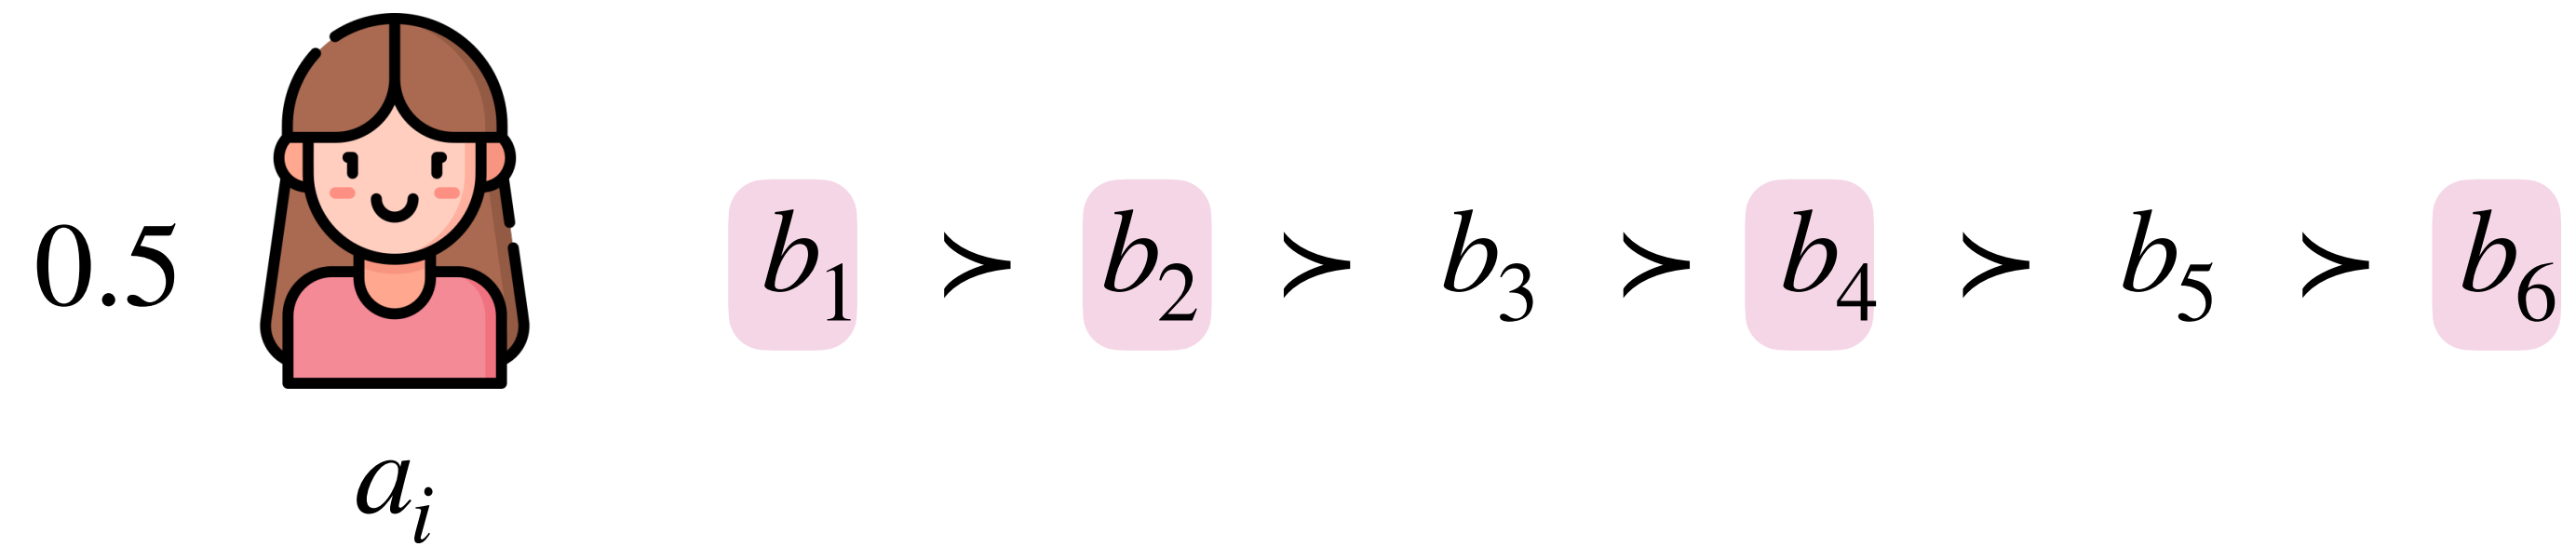 0.5 b₁ ≻ b₂ ≻ b₃ ≻ b₄ ≻ b₅ ≻ b₆
aᵢ